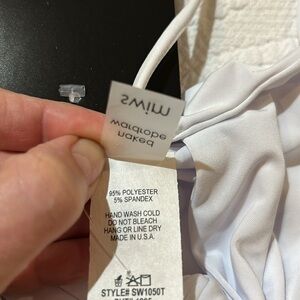 naked
wardrobe
swim
95% POLYESTER
5% SPANDEX
HAND WASH COLD
DO NOT BLEACH
HANG OR LINE DRY
MADE IN U.S.A.
STYLE# SW1050T